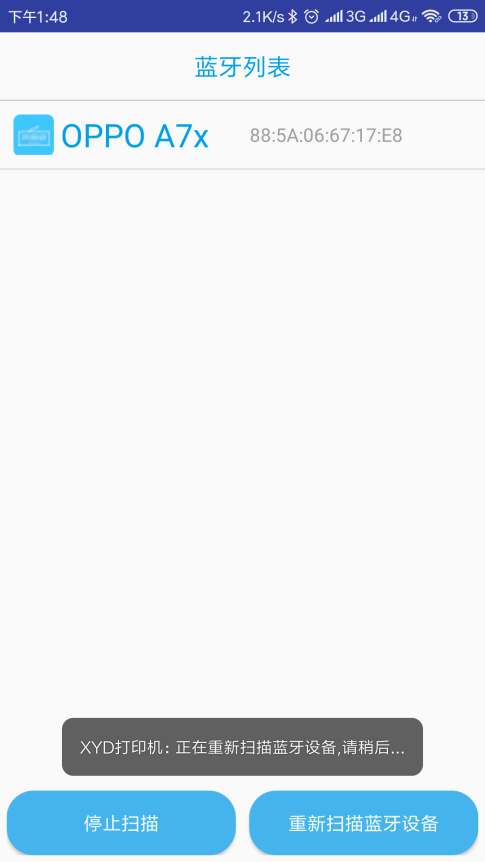 下午1:48 2.1K/s 3G 4G 13
蓝牙列表
OPPO A7x 88:5A:06:67:17:E8
XYD打印机: 正在重新扫描蓝牙设备,请稍后...
停止扫描 重新扫描蓝牙设备